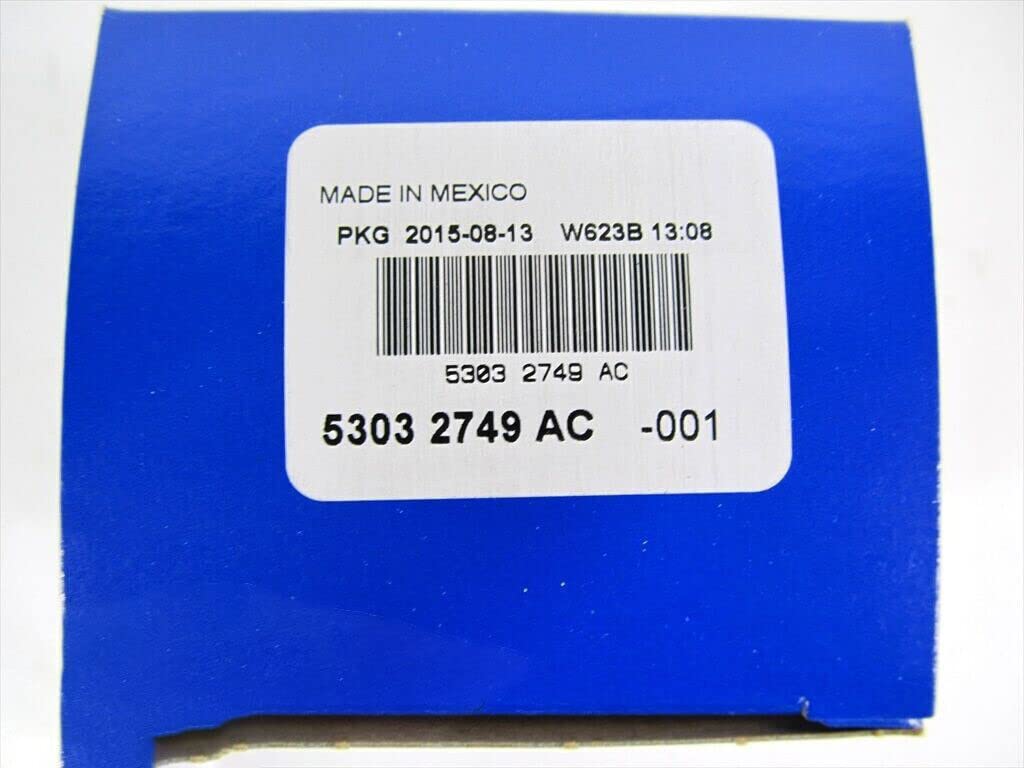 MADE IN MEXICO
PKG 2015-08-13 W623B 13:08
5303 2749 AC
5303 2749 AC -001